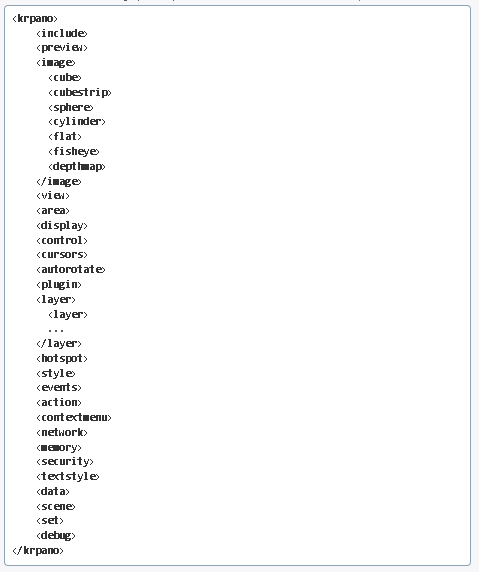 <krpano>
<include>
<preview>
<image>
<cube>
<cubestrip>
<sphere>
<cylinder>
<flat>
<fisheye>
<depthmap>
</image>
<view>
<area>
<display>
<control>
<cursors>
<autorotate>
<plugin>
<layer>
<layer>
...
</layer>
<hotspot>
<style>
<events>
<action>
<contextmenu>
<network>
<memory>
<security>
<textstyle>
<data>
<scene>
<set>
<debug>
</krpano>